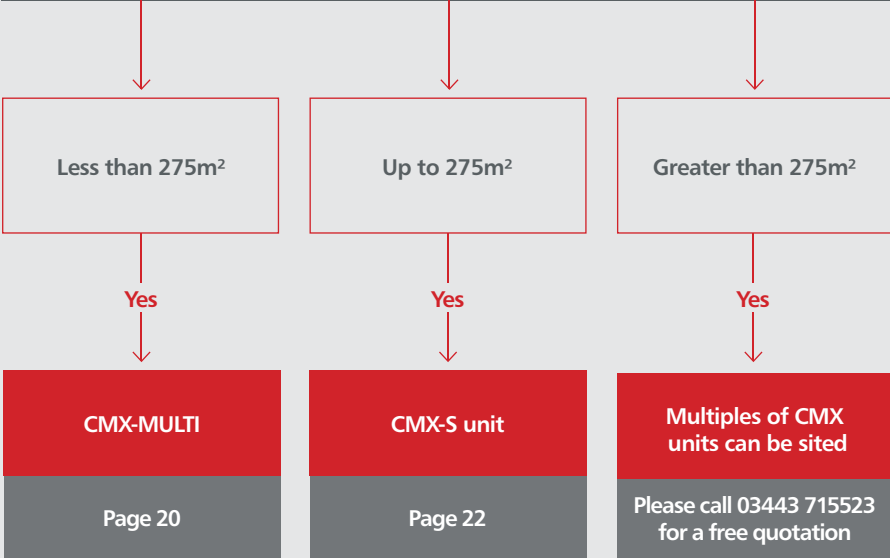 Less than 275m²
Up to 275m²
Greater than 275m²
Yes
Yes
Yes
CMX-MULTI
CMX-S unit
Multiples of CMX
units can be sited
Page 20
Page 22
Please call 03443 715523
for a free quotation